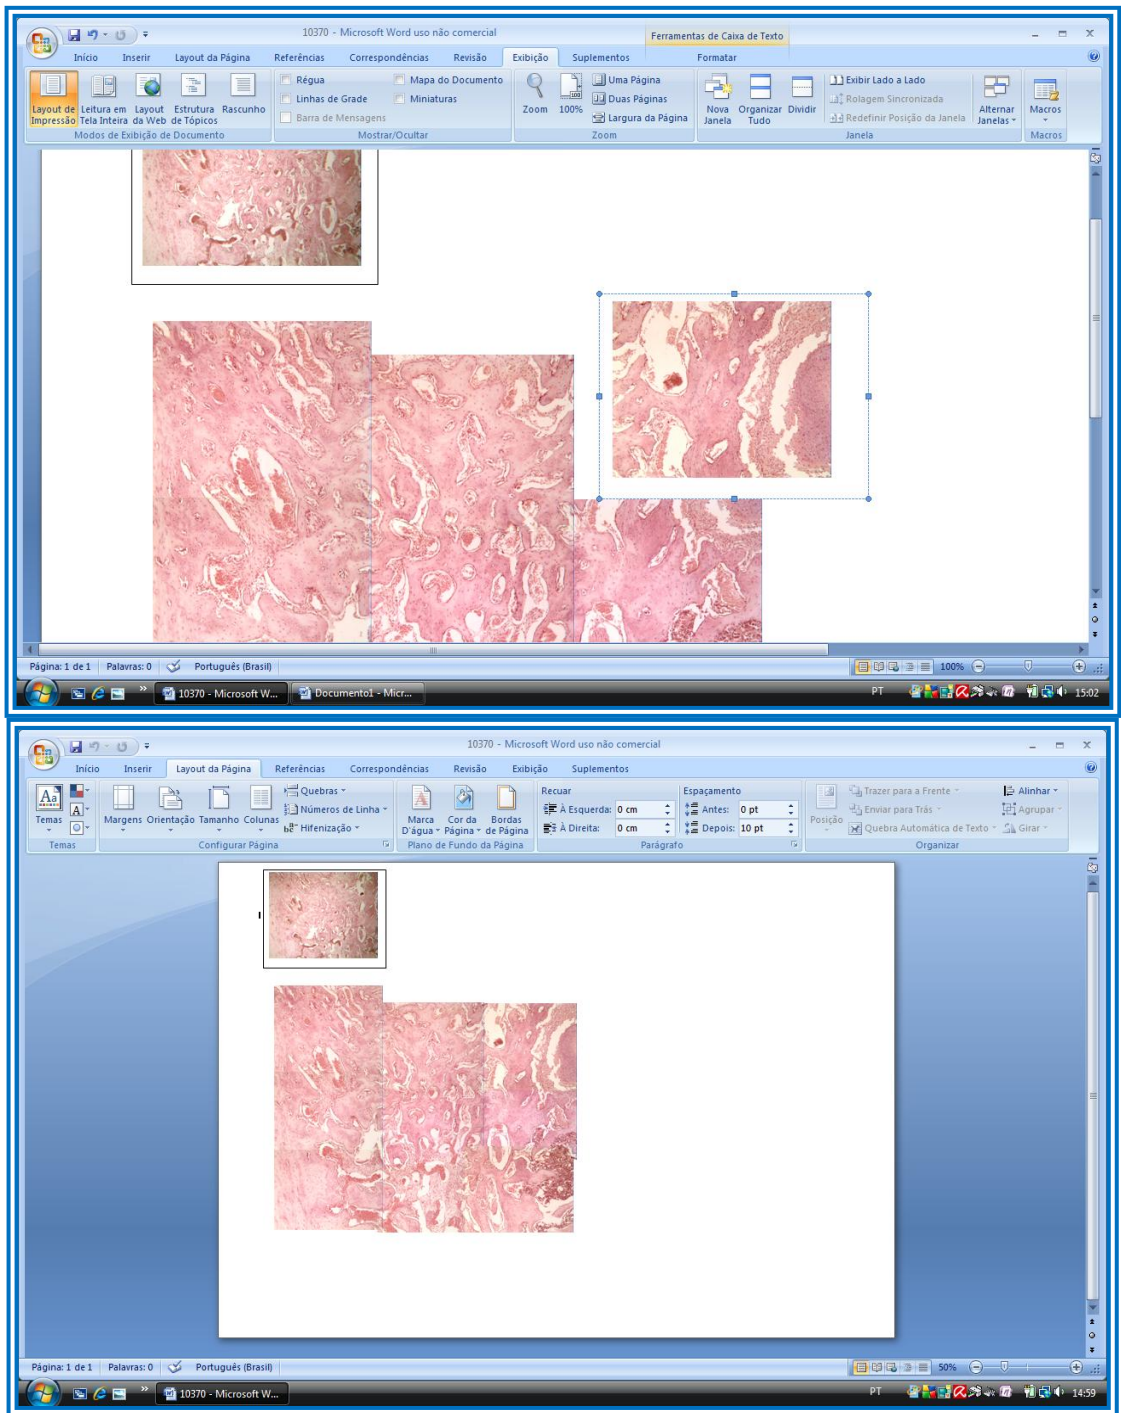 10370 - Microsoft Word uso não comercial
Ferramentas de Caixa de Texto
Início Inserir Layout da Página Referências Correspondências Revisão Exibição Suplementos Formatar
Layout de Impressão Leitura em Tela Inteira Layout da Web Estrutura de Tópicos Rascunho
Modos de Exibição de Documento
Régua Mapa do Documento
Linhas de Grade Miniaturas
Barra de Mensagens
Mostrar/Ocultar
Zoom 100% Uma Página
Duas Páginas
Largura da Página
Zoom
Nova Janela Organizar Tudo Dividir
Exibir Lado a Lado
Rolagem Sincronizada
Redefinir Posição da Janela
Alternar Janelas
Janela
Macros
Macros
Página: 1 de 1 Palavras: 0 Português (Brasil) 100%
10370 - Microsoft W... Documento1 - Micr... PT 15:02
10370 - Microsoft Word uso não comercial
Início Inserir Layout da Página Referências Correspondências Revisão Exibição Suplementos
Temas
Temas
Margens Orientação Tamanho Colunas
Quebras
Números de Linha
Hifenização
Configurar Página
Marca D'água Cor da Página Bordas de Página
Plano de Fundo da Página
Recuar Espaçamento
À Esquerda: 0 cm Antes: 0 pt
À Direita: 0 cm Depois: 10 pt
Parágrafo
Posição
Trazer para a Frente Alinhar
Enviar para Trás Agrupar
Quebra Automática de Texto Girar
Organizar
Página: 1 de 1 Palavras: 0 Português (Brasil) 50%
10370 - Microsoft W... PT 14:59